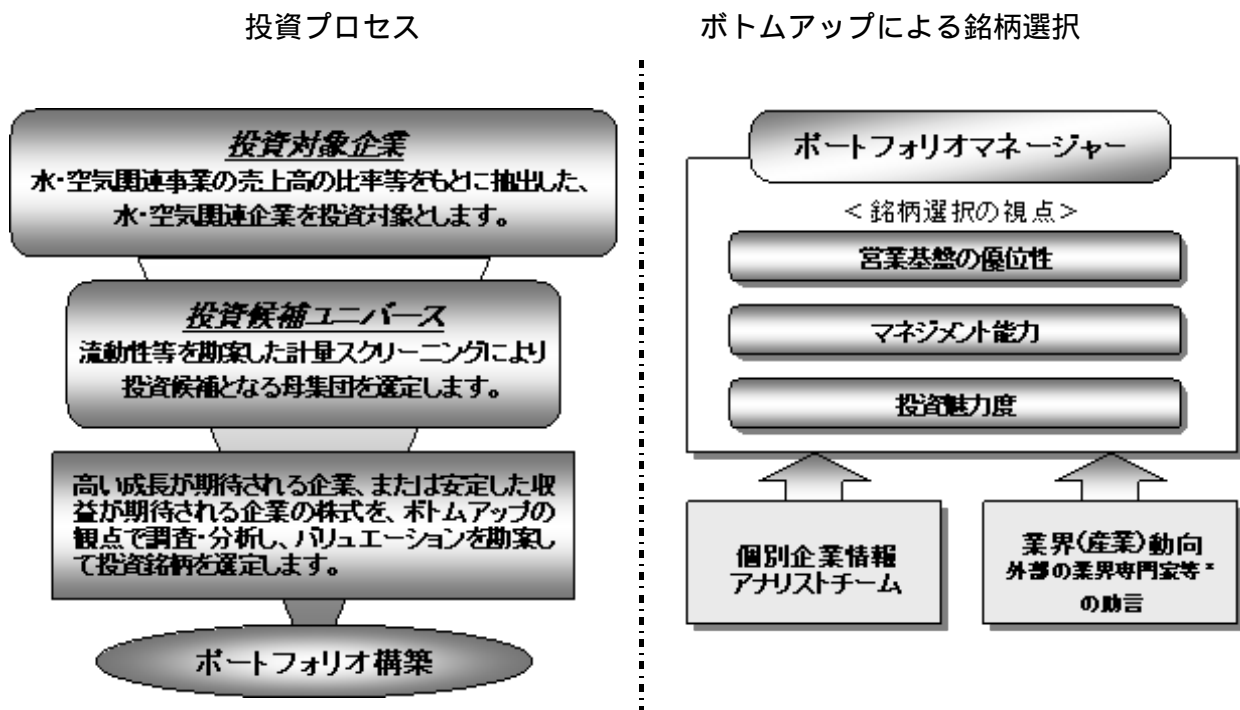 投資プロセス
投資対象企業
水・空気関連事業の売上高の比率等をもとに抽出した、
水・空気関連企業を投資対象とします。
投資候補ユニバース
流動性等を勘案した計量スクリーニングにより
投資候補となる母集団を選定します。
高い成長が期待される企業、または安定した収
益が期待される企業の株式を、ボトムアップの
観点で調査・分析し、バリュエーションを勘案し
て投資銘柄を選定します。
ポートフォリオ構築
ボトムアップによる銘柄選択
ポートフォリオマネージャー
＜銘柄選択の視点＞
営業基盤の優位性
マネジメント能力
投資魅力度
個別企業情報
アナリストチーム
業界(産業)動向
外部の業界専門家等*
の助言